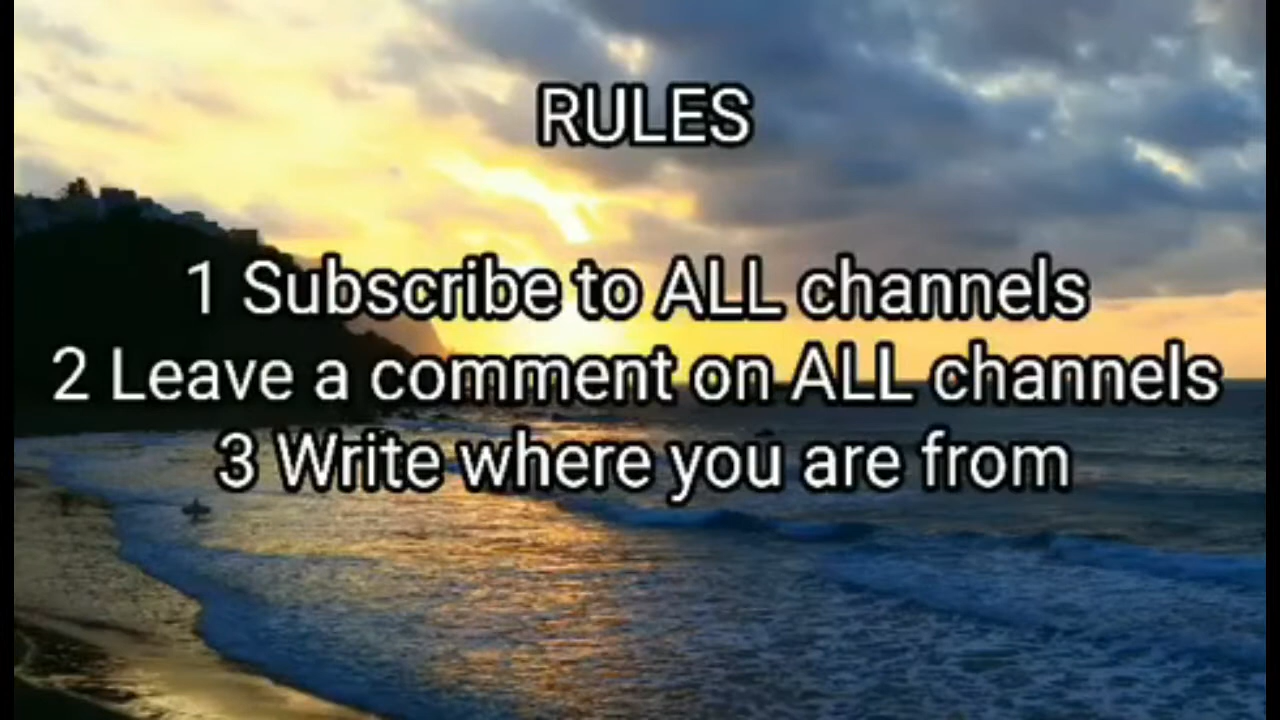 RULES
1 Subscribe to ALL channels
2 Leave a comment on ALL channels
3 Write where you are from